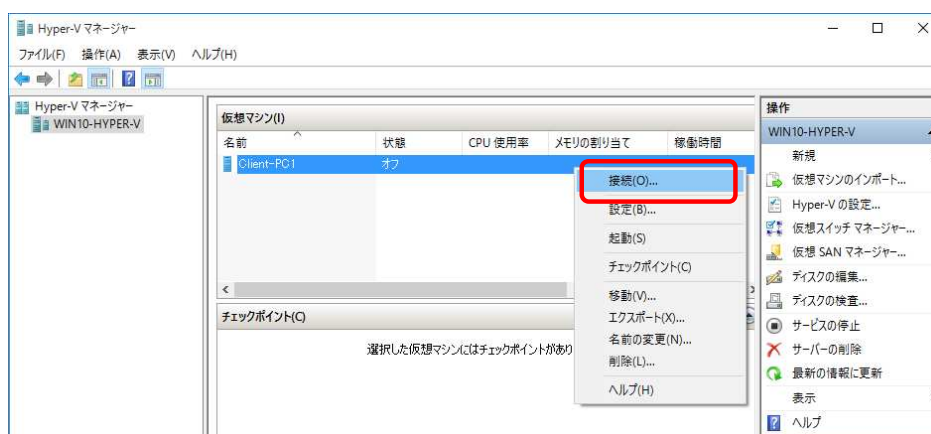 Hyper-V マネージャー
ファイル(F) 操作(A) 表示(V) ヘルプ(H)
Hyper-V マネージャー
WIN10-HYPER-V
仮想マシン(I)
名前 状態 CPU 使用率 メモリの割り当て 稼働時間
Client-PC1 オフ
接続(O)...
設定(B)...
起動(S)
チェックポイント(C)
移動(V)...
エクスポート(X)...
名前の変更(N)...
削除(L)...
ヘルプ(H)
チェックポイント(C)
選択した仮想マシンにはチェックポイントがあり
操作
WIN10-HYPER-V
新規
仮想マシンのインポート...
Hyper-V の設定...
仮想スイッチ マネージャー...
仮想 SAN マネージャー...
ディスクの編集...
ディスクの検査...
サービスの停止
サーバーの削除
最新の情報に更新
表示
ヘルプ